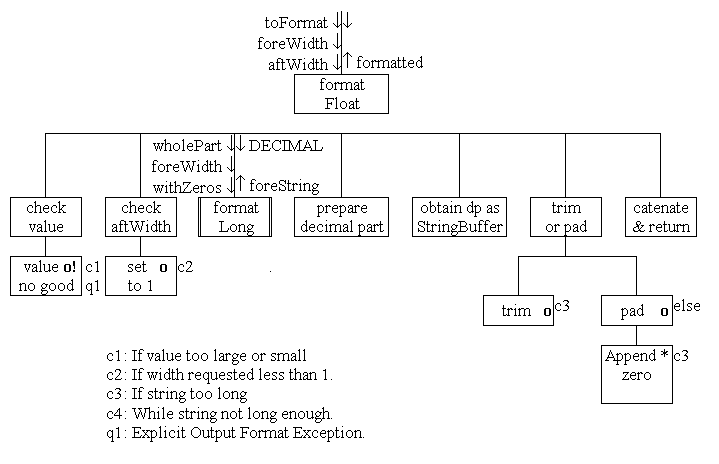 toFormat
foreWidth
aftWidth
formatted
format
Float
wholePart
DECIMAL
foreWidth
withZeros
foreString
check
value
check
aftWidth
format
Long
prepare
decimal part
obtain dp as
StringBuffer
trim
or pad
catenate
& return
value o!
no good
c1
q1
set o
to 1
c2
.
trim o
c3
pad o
else
Append *
zero
c3
c1: If value too large or small
c2: If width requested less than 1.
c3: If string too long
c4: While string not long enough.
q1: Explicit Output Format Exception.